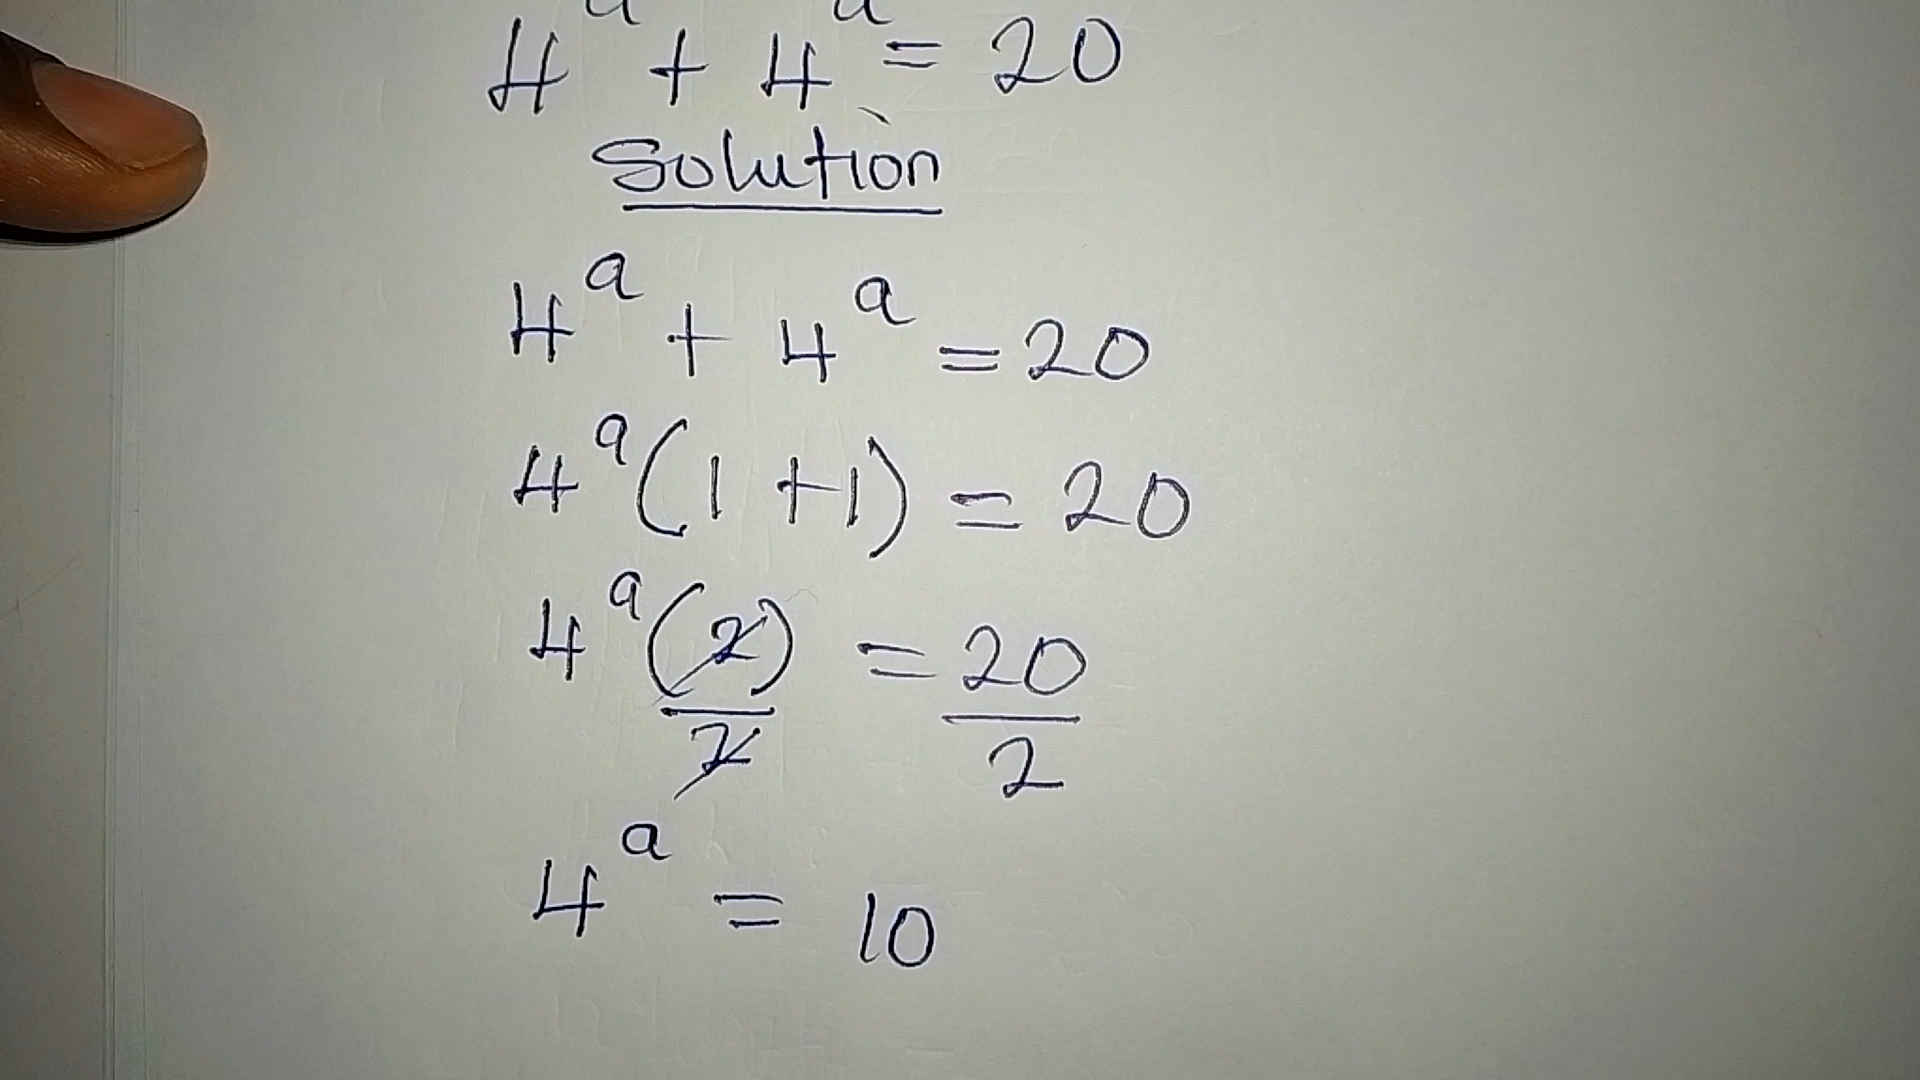 4^a + 4^a = 20
Solution
4^a + 4^a = 20
4^a (1 + 1) = 20
4^a (2) / 2 = 20 / 2
4^a = 10